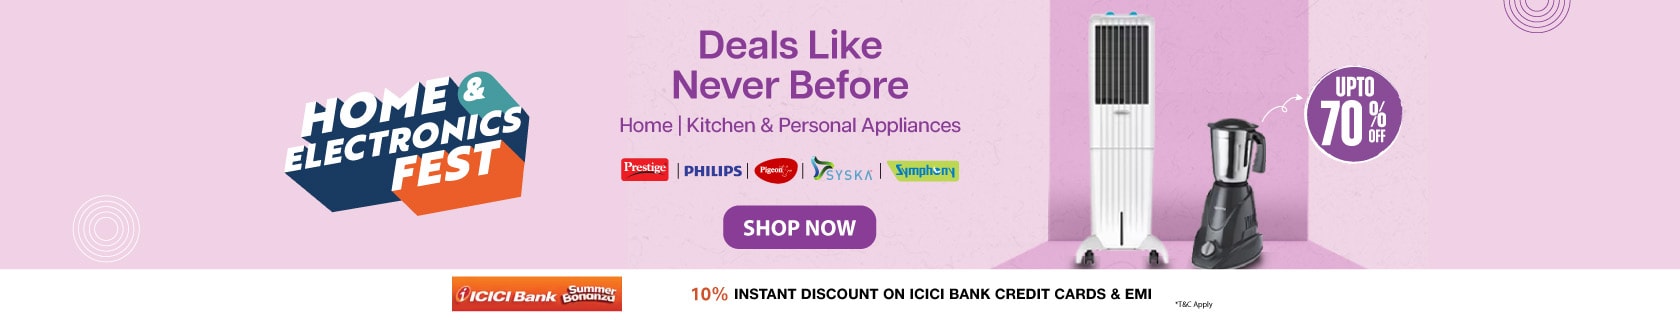 HOME &
ELECTRONICS
FEST
Deals Like
Never Before
Home | Kitchen & Personal Appliances
Prestige | PHILIPS | Pigeon | SYSKA | Symphony
SHOP NOW
UPTO
70%
OFF
ICICI Bank
Summer
Bonanza
10% INSTANT DISCOUNT ON ICICI BANK CREDIT CARDS & EMI
*T&C Apply